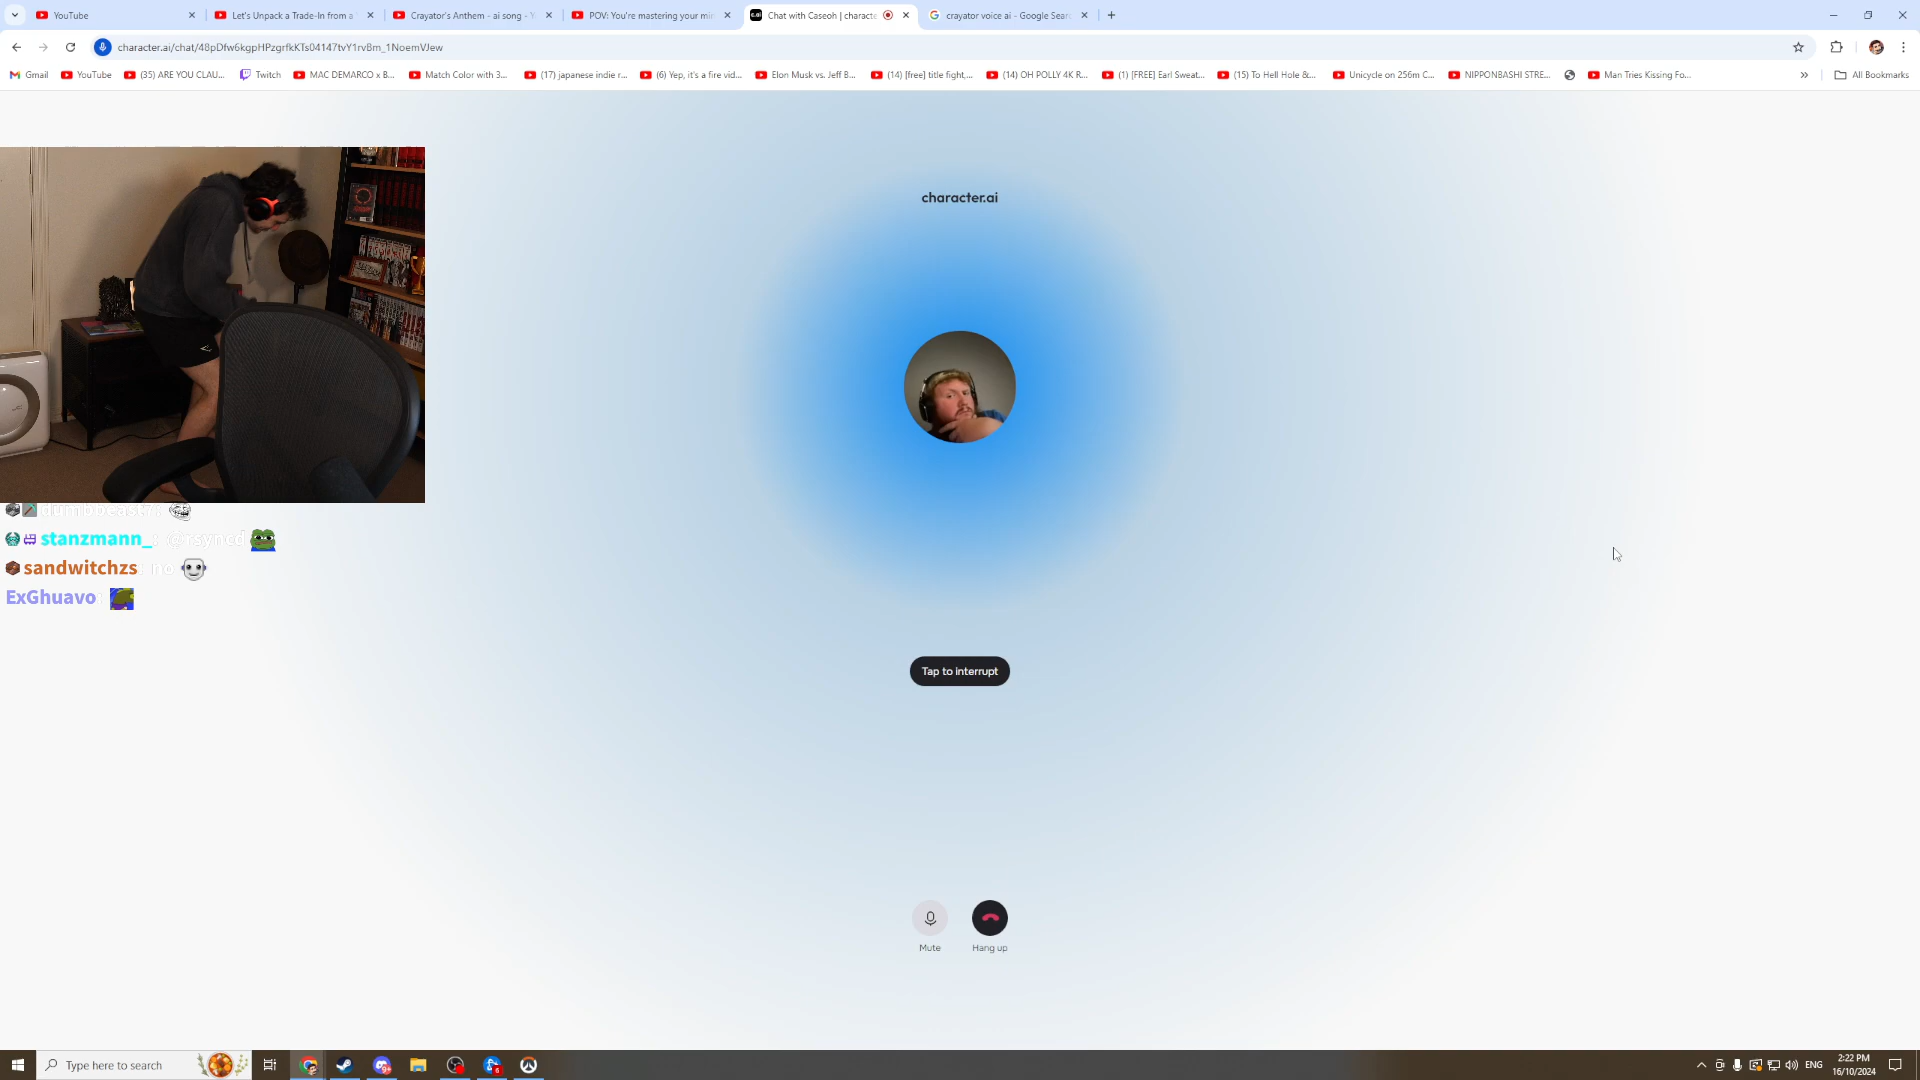 YouTube
Let's Unpack a Trade-In from a
Crayator's Anthem - ai song - Y
POV: You're mastering your mi
Chat with Caseoh | characte
crayator voice ai - Google Sear
character.ai/chat/48pDfw6kgpHPzgrfkKTs04147tvY1rvBm_1NoemVJew
Gmail
YouTube
(35) ARE YOU CLAU...
Twitch
MAC DEMARCO x B...
Match Color with 3...
(17) japanese indie r...
(6) Yep, it's a fire vid...
Elon Musk vs. Jeff B...
(14) [free] title fight,...
(14) OH POLLY 4K R...
(1) [FREE] Earl Sweat...
(15) To Hell Hole &...
Unicycle on 256m C...
NIPPONBASHI STRE...
Man Tries Kissing Fo...
All Bookmarks
character.ai
stanzmann_: @rsyncd
sandwitchzs: no
ExGhuavo:
Tap to interrupt
Mute
Hang up
Type here to search
ENG
2:22 PM
16/10/2024